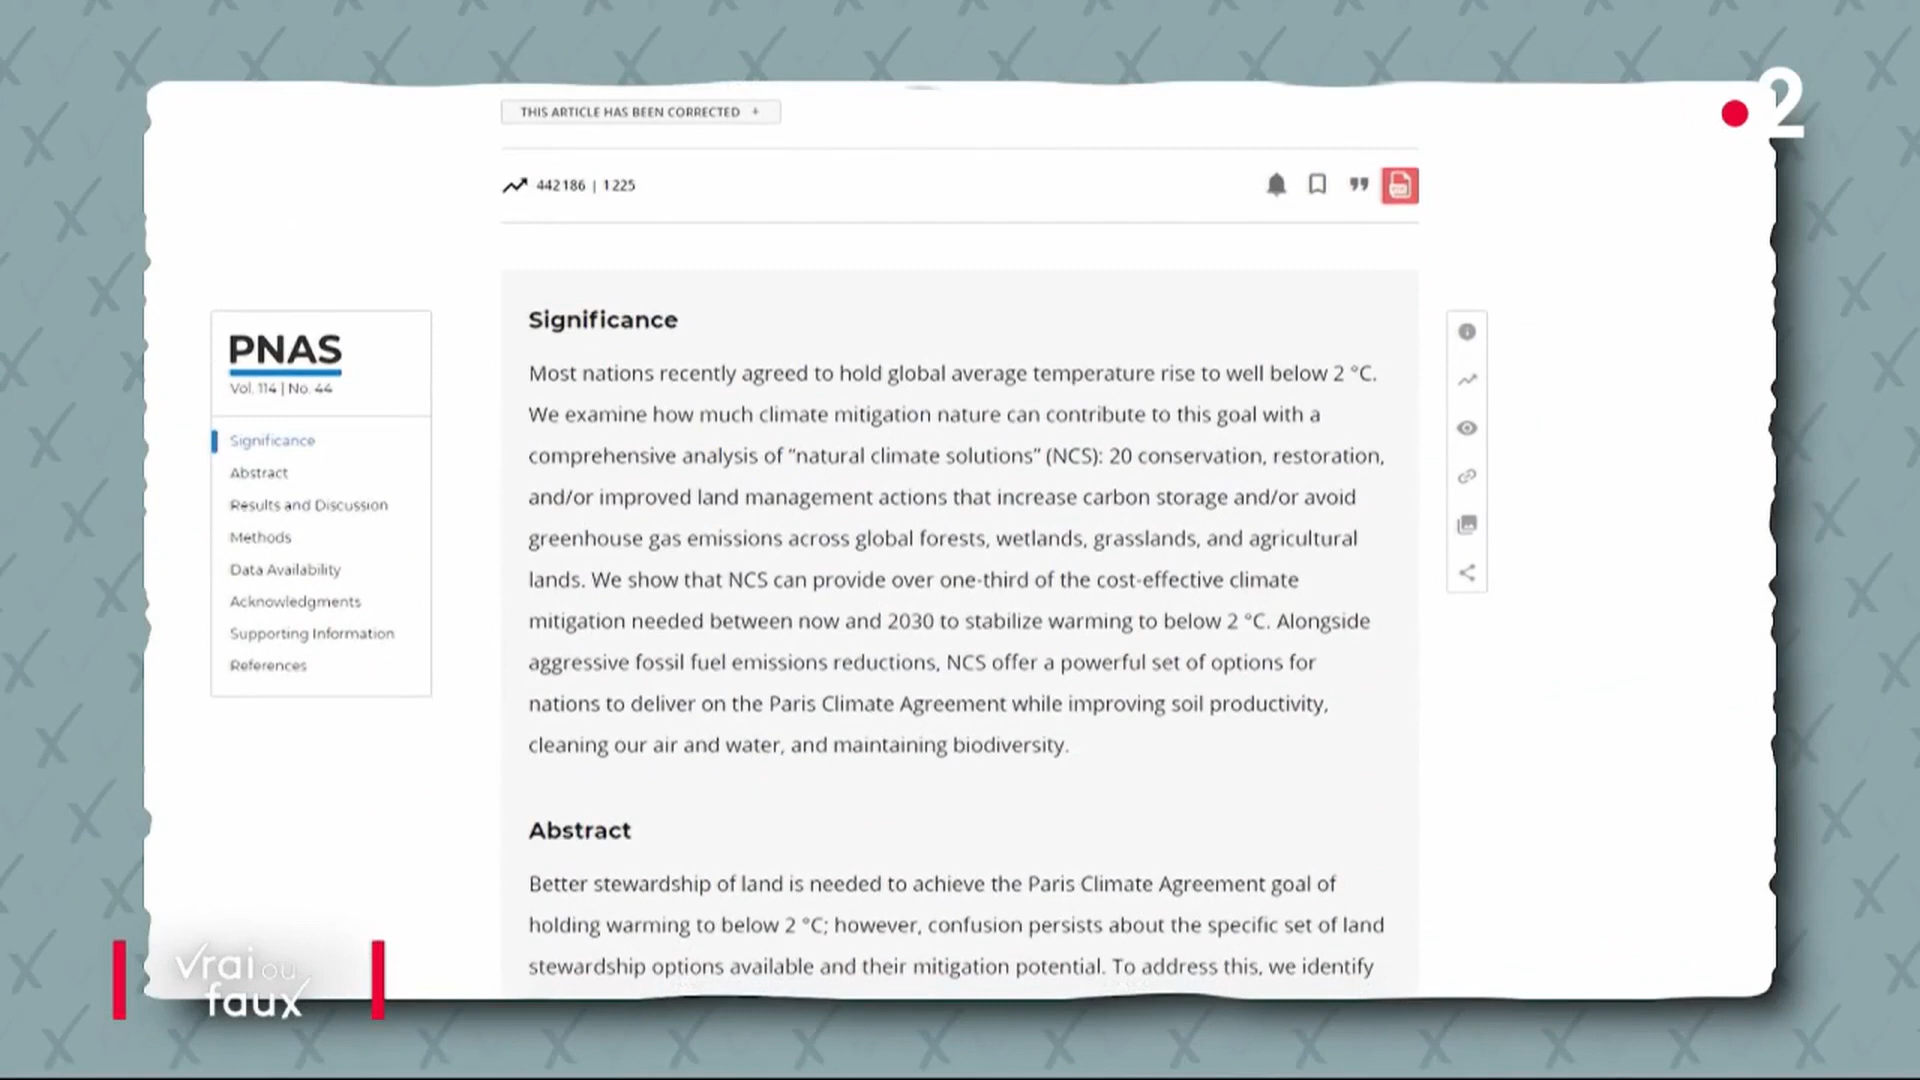 THIS ARTICLE HAS BEEN CORRECTED +
2
442186 | 1225
PNAS
Vol. 114 | No. 44
Significance
Abstract
Results and Discussion
Methods
Data Availability
Acknowledgments
Supporting Information
References
Significance
Most nations recently agreed to hold global average temperature rise to well below 2 °C.
We examine how much climate mitigation nature can contribute to this goal with a
comprehensive analysis of “natural climate solutions” (NCS): 20 conservation, restoration,
and/or improved land management actions that increase carbon storage and/or avoid
greenhouse gas emissions across global forests, wetlands, grasslands, and agricultural
lands. We show that NCS can provide over one-third of the cost-effective climate
mitigation needed between now and 2030 to stabilize warming to below 2 °C. Alongside
aggressive fossil fuel emissions reductions, NCS offer a powerful set of options for
nations to deliver on the Paris Climate Agreement while improving soil productivity,
cleaning our air and water, and maintaining biodiversity.
Abstract
Better stewardship of land is needed to achieve the Paris Climate Agreement goal of
holding warming to below 2 °C; however, confusion persists about the specific set of land
stewardship options available and their mitigation potential. To address this, we identify
vrai ou
faux